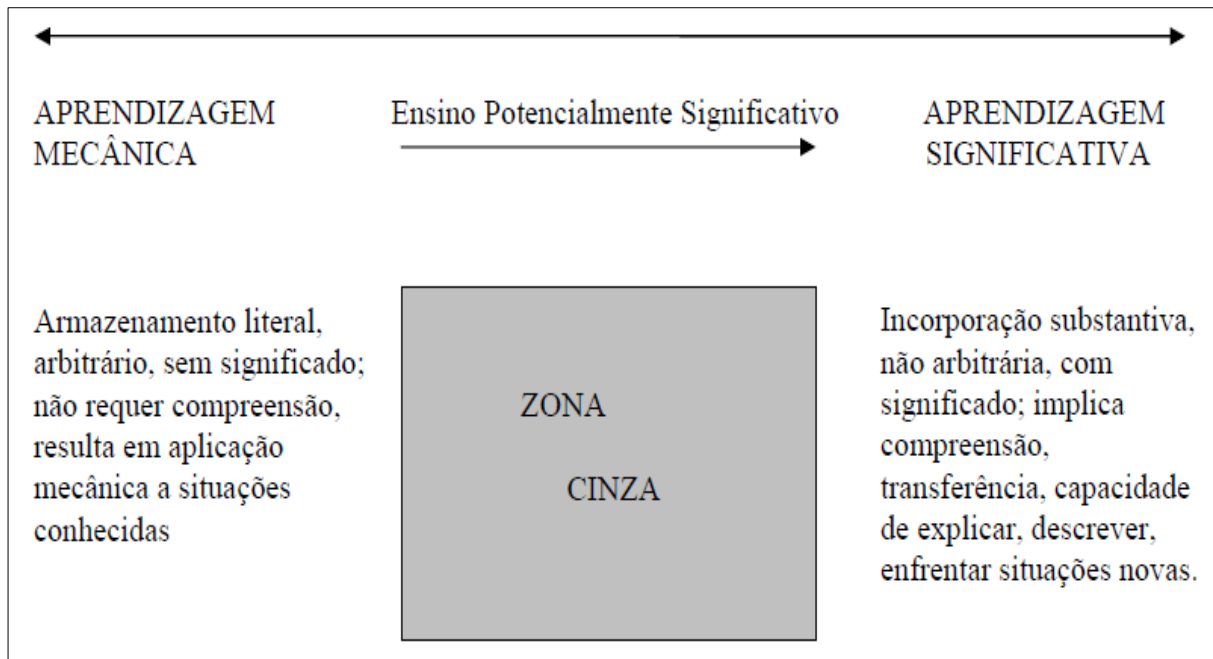 APRENDIZAGEM
MECÂNICA
Ensino Potencialmente Significativo
APRENDIZAGEM
SIGNIFICATIVA
Armazenamento literal,
arbitrário, sem significado;
não requer compreensão,
resulta em aplicação
mecânica a situações
conhecidas
ZONA
CINZA
Incorporação substantiva,
não arbitrária, com
significado; implica
compreensão,
transferência, capacidade
de explicar, descrever,
enfrentar situações novas.